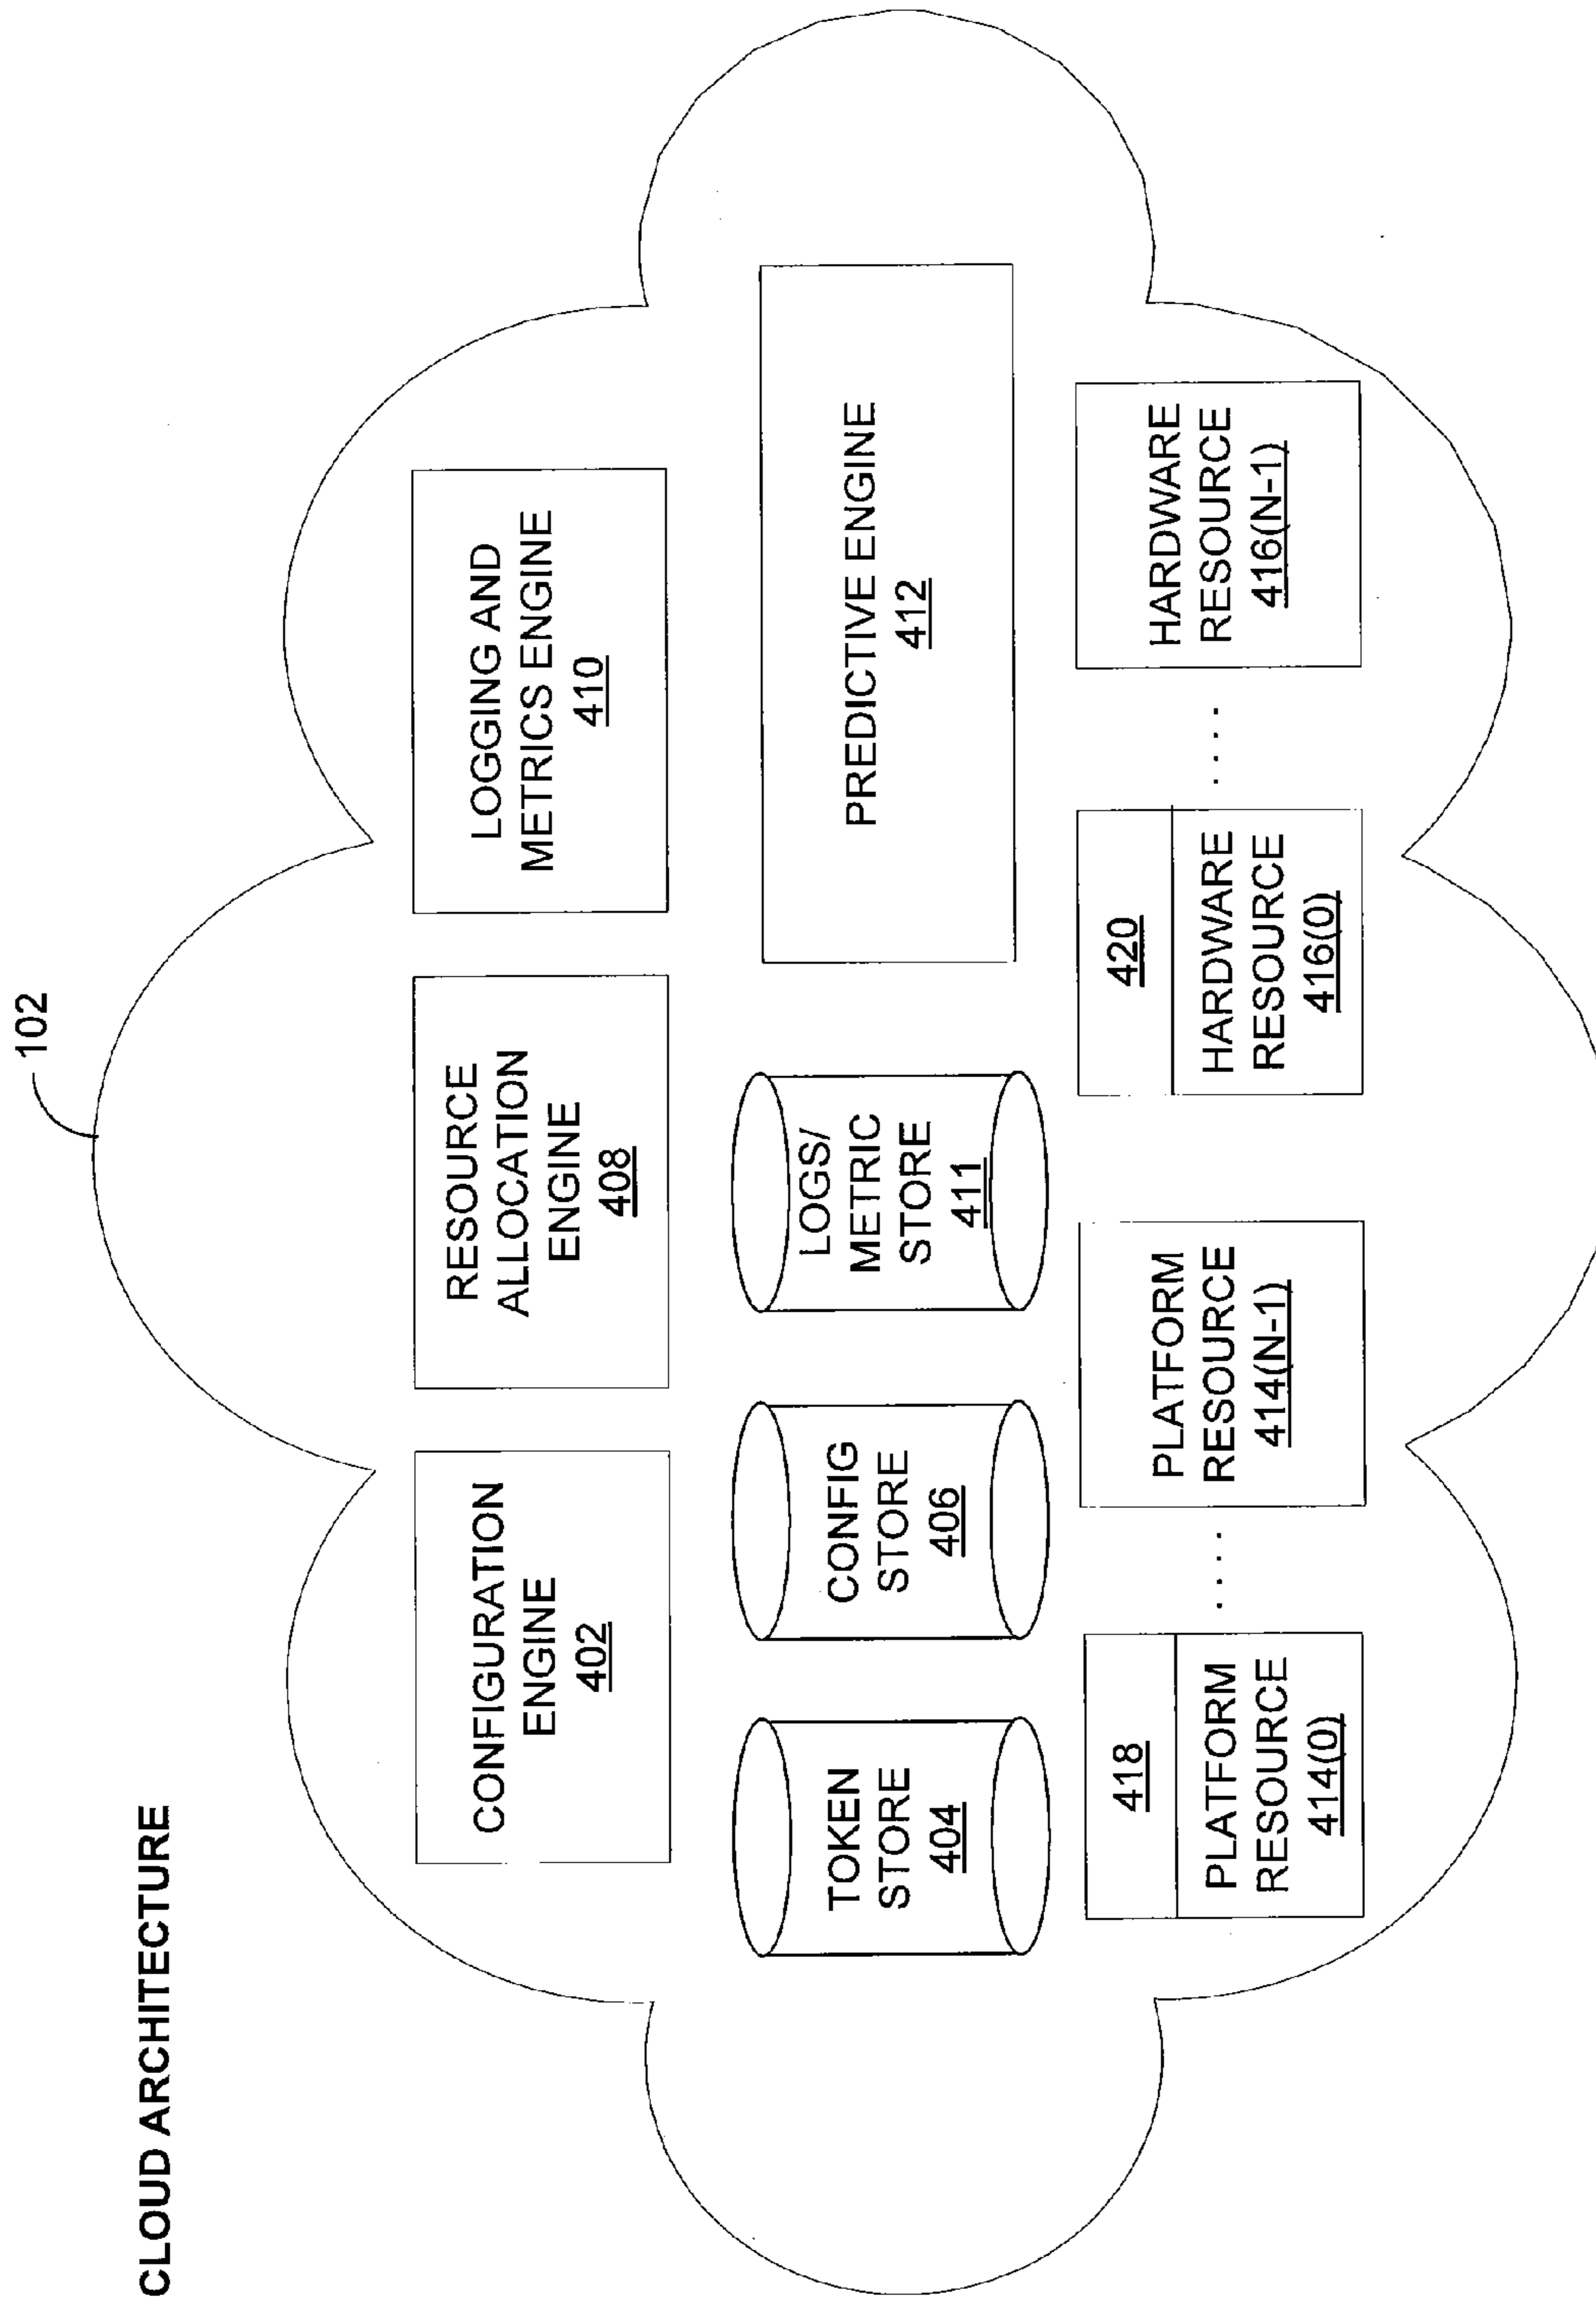 CLOUD ARCHITECTURE
102
CONFIGURATION
ENGINE
402
RESOURCE
ALLOCATION
ENGINE
408
LOGGING AND
METRICS ENGINE
410
TOKEN
STORE
404
CONFIG
STORE
406
LOGS/
METRIC
STORE
411
PREDICTIVE ENGINE
412
418
PLATFORM
RESOURCE
414(0)
. . . .
PLATFORM
RESOURCE
414(N-1)
420
HARDWARE
RESOURCE
416(0)
. . . .
HARDWARE
RESOURCE
416(N-1)